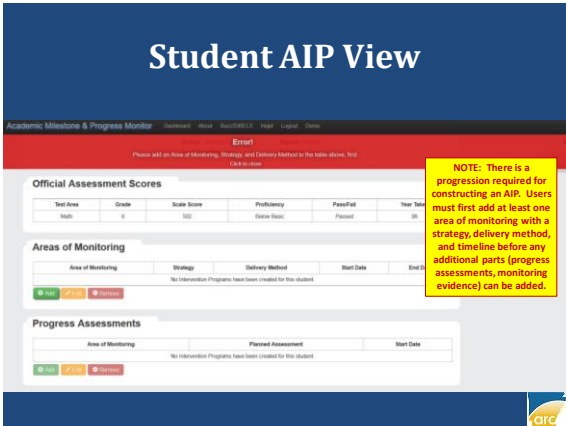 Student AIP View
Academic Milestone & Progress Monitor Dashboard About Help! Logout Demo
Error!
Please add an Area of Monitoring, Strategy, and Delivery Method to the table above, first.
Click to close
NOTE: There is a
progression required for
constructing an AIP. Users
must first add at least one
area of monitoring with a
strategy, delivery method,
and timeline before any
additional parts (progress
assessments, monitoring
evidence) can be added.
Official Assessment Scores
Test Area Grade Scale Score Proficiency Pass/Fail Year Take
Math 6 Below Basic Passed
Areas of Monitoring
Area of Monitoring Strategy Delivery Method Start Date End D
No Intervention Programs have been created for this student
Add Edit Remove
Progress Assessments
Area of Monitoring Planned Assessment Start Date
No Intervention Programs have been created for this student
Add Edit Remove
arc